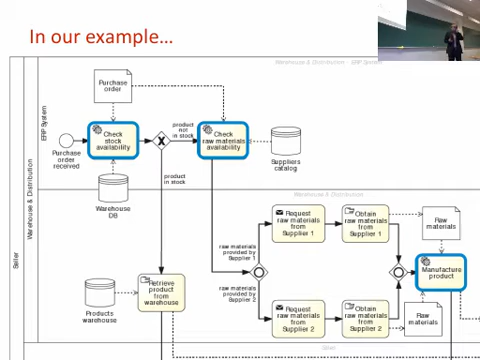 In our example...
Warehouse & Distribution - ERP System
Purchase
order
ERP System
Check
stock
availability
product
not
in stock
Check
raw materials
availability
Purchase
order
received
Suppliers
catalog
product
in stock
Warehouse
DB
Warehouse & Distribution
Warehouse & Distribution
Seller
Request
raw materials
from
Supplier 1
Obtain
raw materials
from
Supplier 1
Raw
materials
raw materials
provided by
Supplier 1
raw materials
provided by
Supplier 2
Manufacture
product
Products
warehouse
Retrieve
product
from
warehouse
Request
raw materials
from
Supplier 2
Obtain
raw materials
from
Supplier 2
Raw
materials